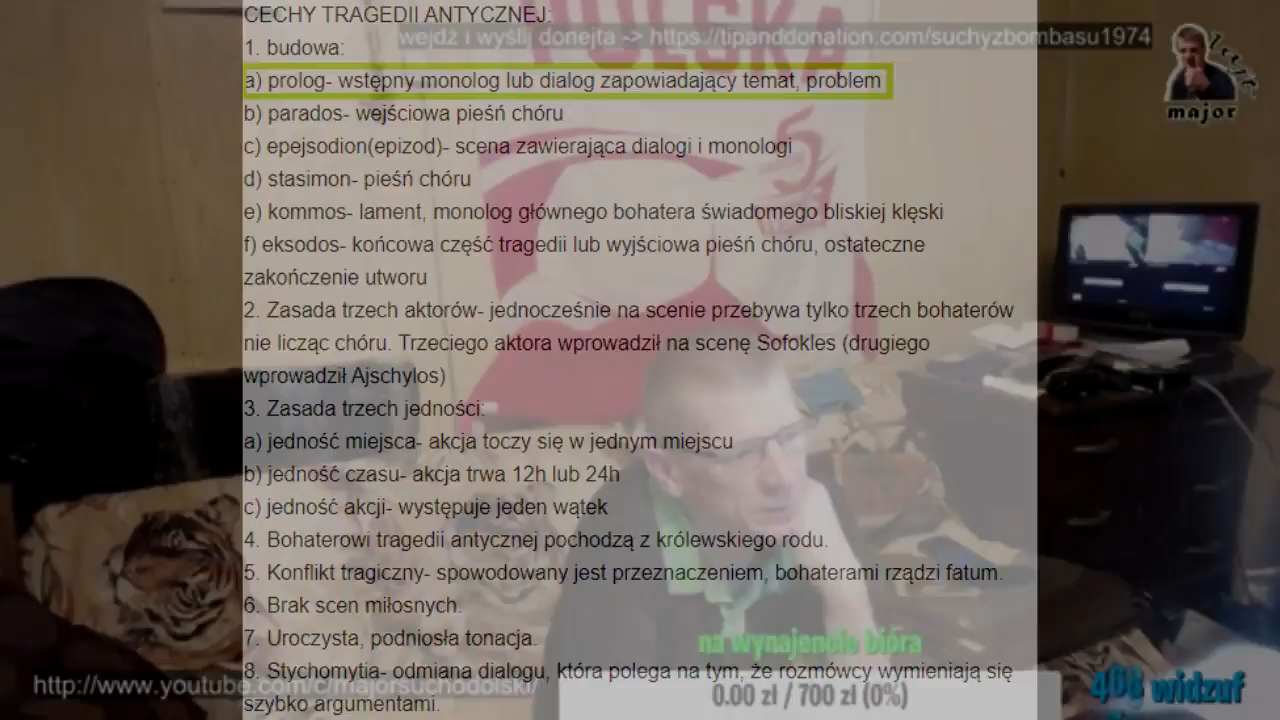 CECHY TRAGEDII ANTYCZNEJ:
POLSKA
wejdź i wyślij donejta -> https://tipanddonation.com/suchyzbombasu1974
1. budowa:
a) prolog- wstępny monolog lub dialog zapowiadający temat, problem
major
b) parados- wejściowa pieśń chóru
c) epejsodion(epizod)- scena zawierająca dialogi i monologi
d) stasimon- pieśń chóru
e) kommos- lament, monolog głównego bohatera świadomego bliskiej klęski
f) eksodos- końcowa część tragedii lub wyjściowa pieśń chóru, ostateczne
zakończenie utworu
2. Zasada trzech aktorów- jednocześnie na scenie przebywa tylko trzech bohaterów
nie licząc chóru. Trzeciego aktora wprowadził na scenę Sofokles (drugiego
wprowadził Ajschylos)
3. Zasada trzech jedności:
a) jedność miejsca- akcja toczy się w jednym miejscu
b) jedność czasu- akcja trwa 12h lub 24h
c) jedność akcji- występuje jeden wątek
4. Bohaterowi tragedii antycznej pochodzą z królewskiego rodu.
5. Konflikt tragiczny- spowodowany jest przeznaczeniem, bohaterami rządzi fatum.
6. Brak scen miłosnych.
7. Uroczysta, podniosła tonacja.
na wynajencie bióra
8. Stychomytia- odmiana dialogu, która polega na tym, że rozmówcy wymieniają się
szybko argumentami.
http://www.youtube.com/c/majorsuchodolski/
0.00 zł / 700 zł (0%)
468 widzuf